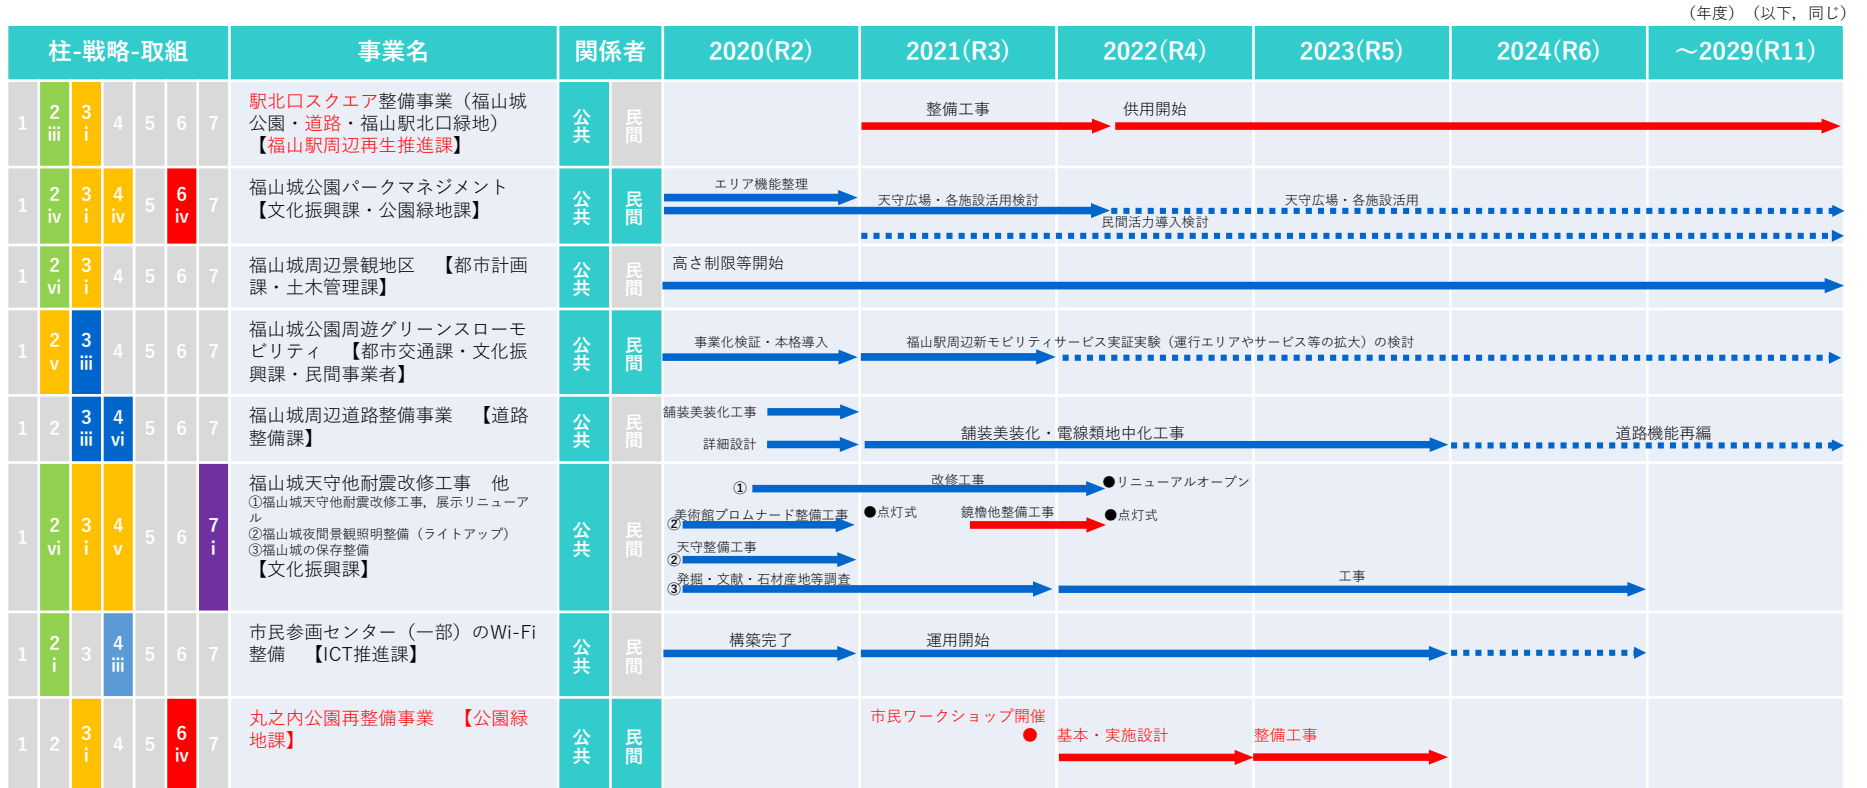 （年度）（以下，同じ）
柱-戦略-取組 事業名 関係者 2020(R2) 2021(R3) 2022(R4) 2023(R5) 2024(R6) ～2029(R11)
1 2 iii 3 i 4 5 6 7
駅北口スクエア整備事業（福山城
公園・道路・福山駅北口緑地）
【福山駅周辺再生推進課】
公共 民間
整備工事 供用開始
1 2 iv 3 i 4 iv 5 6 iv 7
福山城公園パークマネジメント
【文化振興課・公園緑地課】
公共 民間
エリア機能整理
天守広場・各施設活用検討 天守広場・各施設活用
民間活力導入検討
1 2 vi 3 i 4 5 6 7
福山城周辺景観地区　【都市計画
課・土木管理課】
公共 民間
高さ制限等開始
1 2 v 3 iii 4 5 6 7
福山城公園周遊グリーンスローモ
ビリティ　【都市交通課・文化振
興課・民間事業者】
公共 民間
事業化検証・本格導入 福山駅周辺新モビリティサービス実証実験（運行エリアやサービス等の拡大）の検討
1 2 3 iii 4 vi 5 6 7
福山城周辺道路整備事業　【道路
整備課】
公共 民間
舗装美装化工事
詳細設計 舗装美装化・電線類地中化工事 道路機能再編
1 2 vi 3 i 4 v 5 6 7 i
福山城天守他耐震改修工事　他
①福山城天守他耐震改修工事，展示リニューア
ル
②福山城夜間景観照明整備（ライトアップ）
③福山城の保存整備
【文化振興課】
公共 民間
① 改修工事 ●リニューアルオープン
② 美術館プロムナード整備工事 ●点灯式 鏡櫓他整備工事 ●点灯式
② 天守整備工事
③ 発掘・文献・石材産地等調査 工事
1 2 i 3 4 iii 5 6 7
市民参画センター（一部）のWi-Fi
整備　【ICT推進課】
公共 民間
構築完了 運用開始
1 2 3 i 4 5 6 iv 7
丸之内公園再整備事業　【公園緑
地課】
公共 民間
市民ワークショップ開催
● 基本・実施設計 整備工事